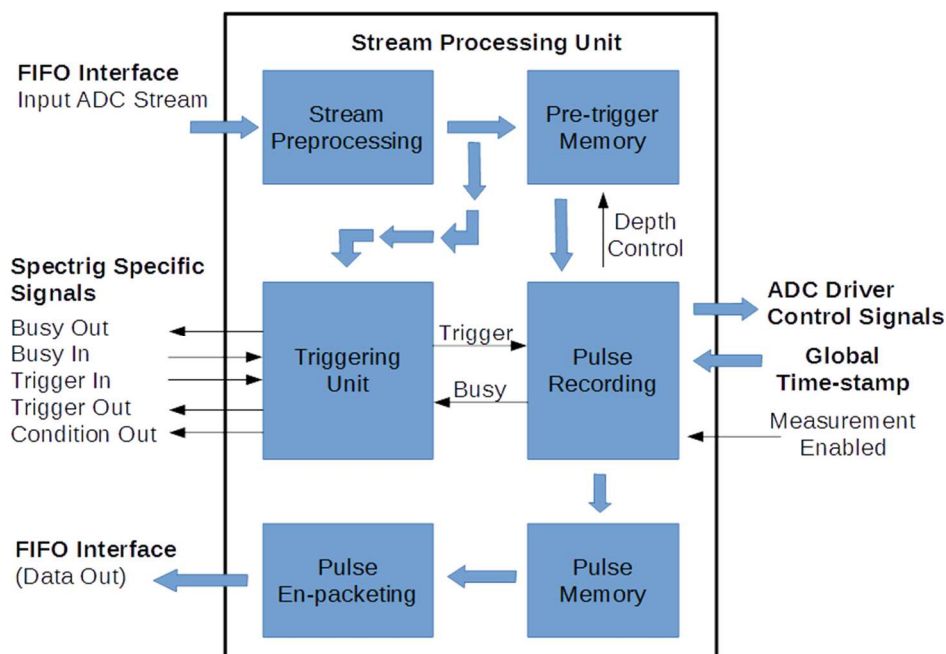 Stream Processing Unit
FIFO Interface
Input ADC Stream
Stream
Preprocessing
Pre-trigger
Memory
Depth
Control
Spectrig Specific
Signals
Busy Out
Busy In
Trigger In
Trigger Out
Condition Out
Triggering
Unit
Trigger
Busy
Pulse
Recording
ADC Driver
Control Signals
Global
Time-stamp
Measurement
Enabled
FIFO Interface
(Data Out)
Pulse
En-packeting
Pulse
Memory